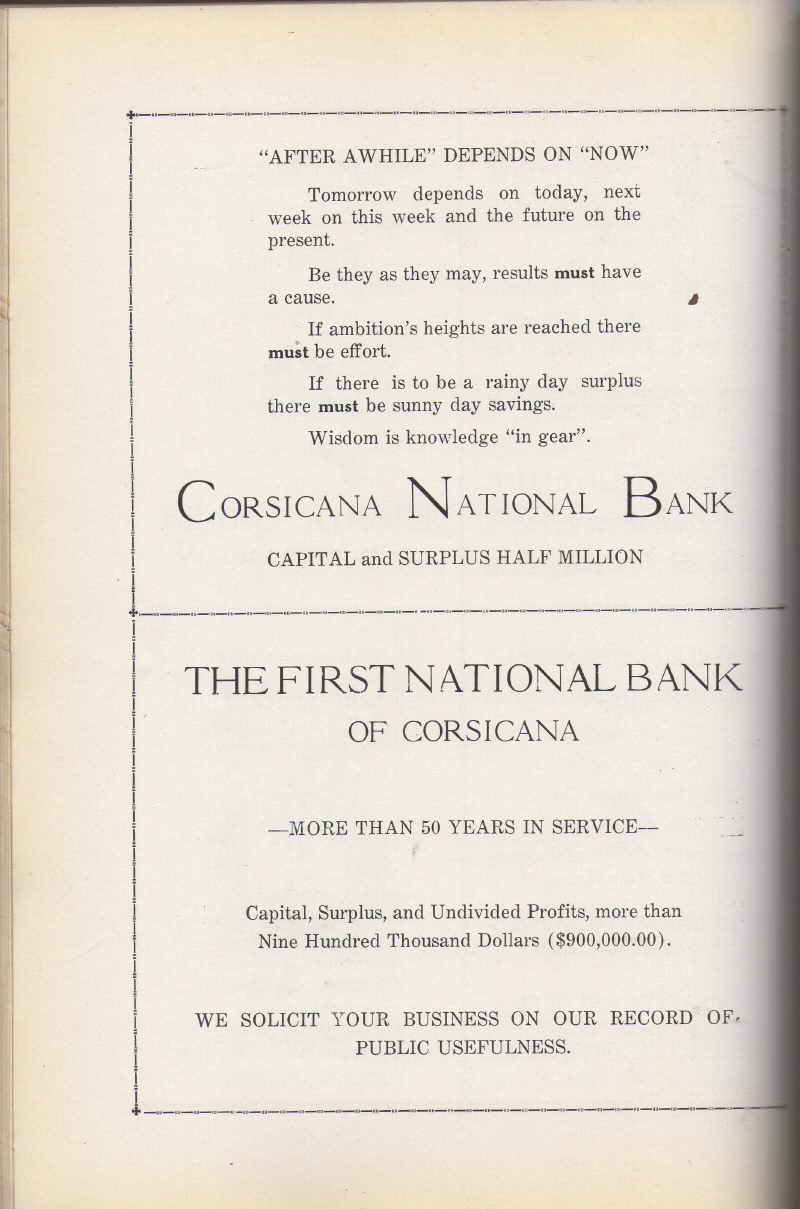 “AFTER AWHILE” DEPENDS ON “NOW”
Tomorrow depends on today, next
week on this week and the future on the
present.
Be they as they may, results must have
a cause.
If ambition’s heights are reached there
must be effort.
If there is to be a rainy day surplus
there must be sunny day savings.
Wisdom is knowledge “in gear”.
CORSICANA NATIONAL BANK
CAPITAL and SURPLUS HALF MILLION
THE FIRST NATIONAL BANK
OF CORSICANA
—MORE THAN 50 YEARS IN SERVICE—
Capital, Surplus, and Undivided Profits, more than
Nine Hundred Thousand Dollars ($900,000.00).
WE SOLICIT YOUR BUSINESS ON OUR RECORD OF
PUBLIC USEFULNESS.